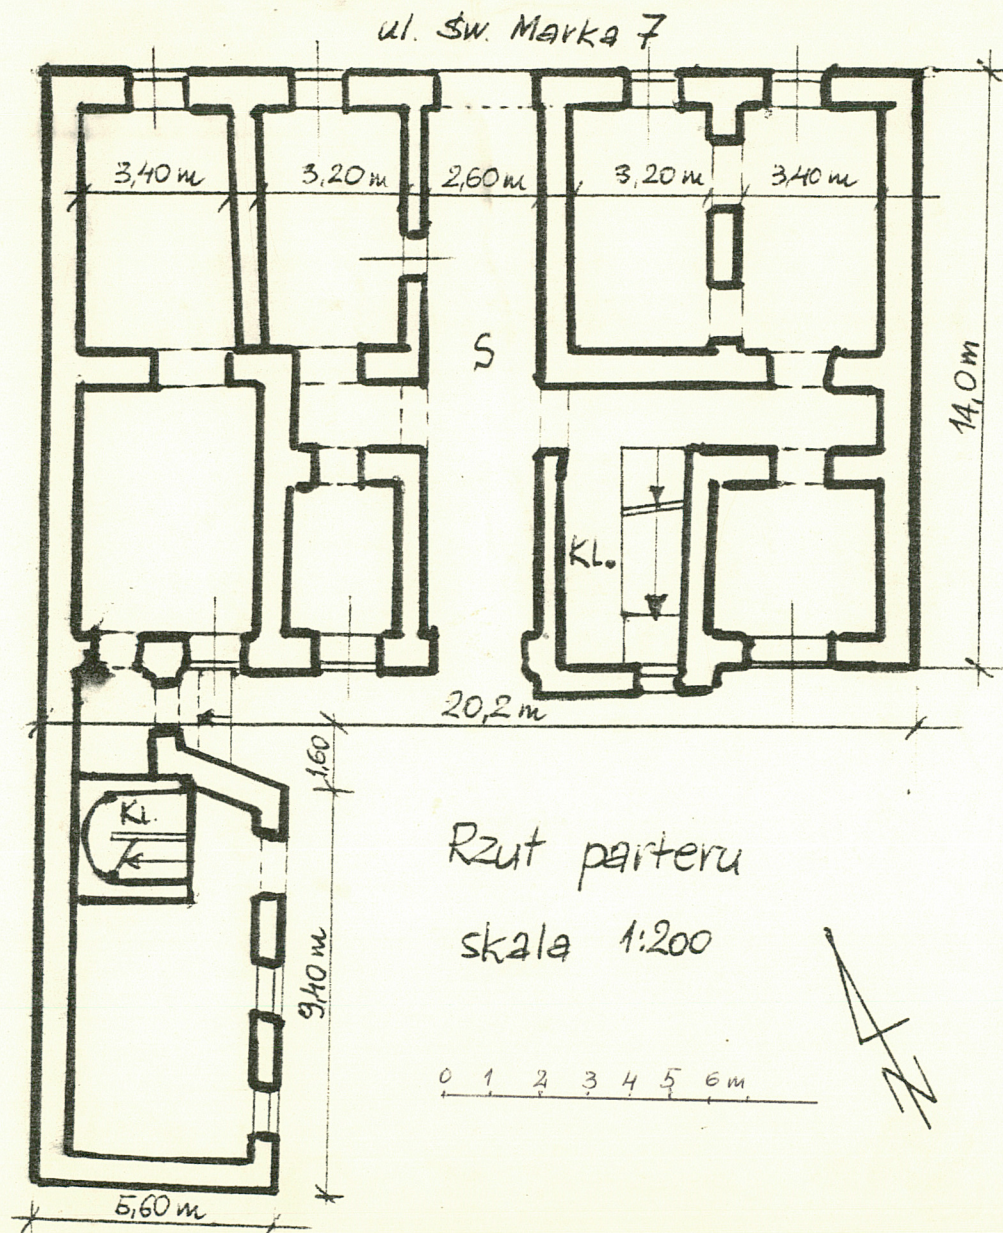 ul. Św. Marka 7
3,40 m
3,20 m
2,60 m
3,20 m
3,40 m
S
14,0 m
KL.
20,2 m
1,60
Kl.
Rzut parteru
skala 1:200
9,40 m
0 1 2 3 4 5 6 m
N
5,60 m